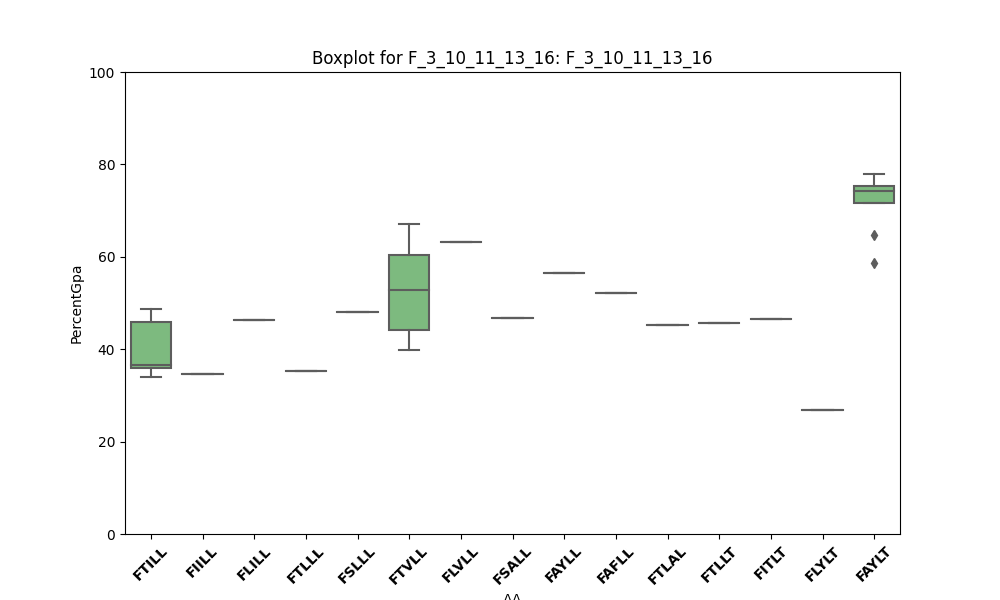 Boxplot for F_3_10_11_13_16: F_3_10_11_13_16
100
80
60
40
20
0
PercentGpa
FTILL FIILL FLILL FTLLL FSLLL FTVLL FLVLL FSALL FAYLL FAFLL FTLAL FTLLT FITLT FLYLT FAYLT
AA